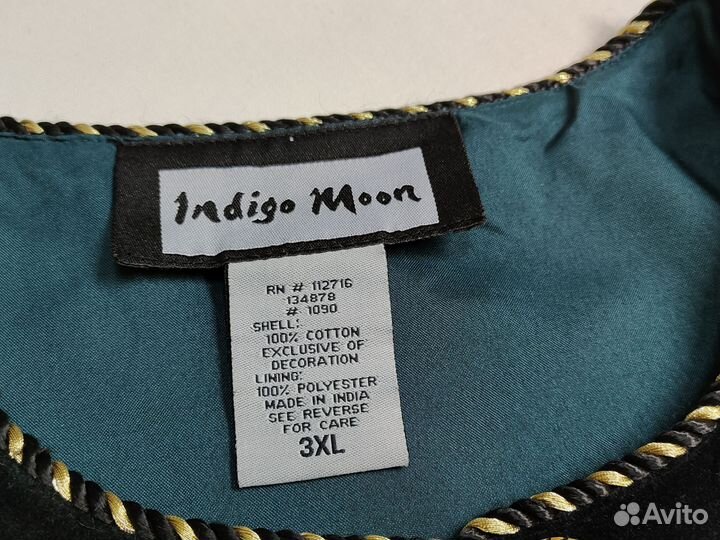 Indigo Moon
RN # 112716
134878
# 1090
SHELL:
100% COTTON
EXCLUSIVE OF
DECORATION
LINING:
100% POLYESTER
MADE IN INDIA
SEE REVERSE
FOR CARE
3XL
Avito